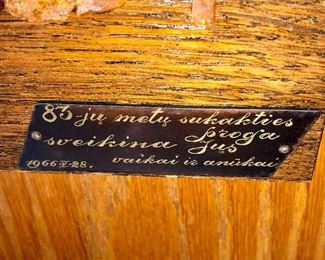 83-jų metų sukakties
proga
sveikina Jus
vaikai ir anūkai
1966-V-28.